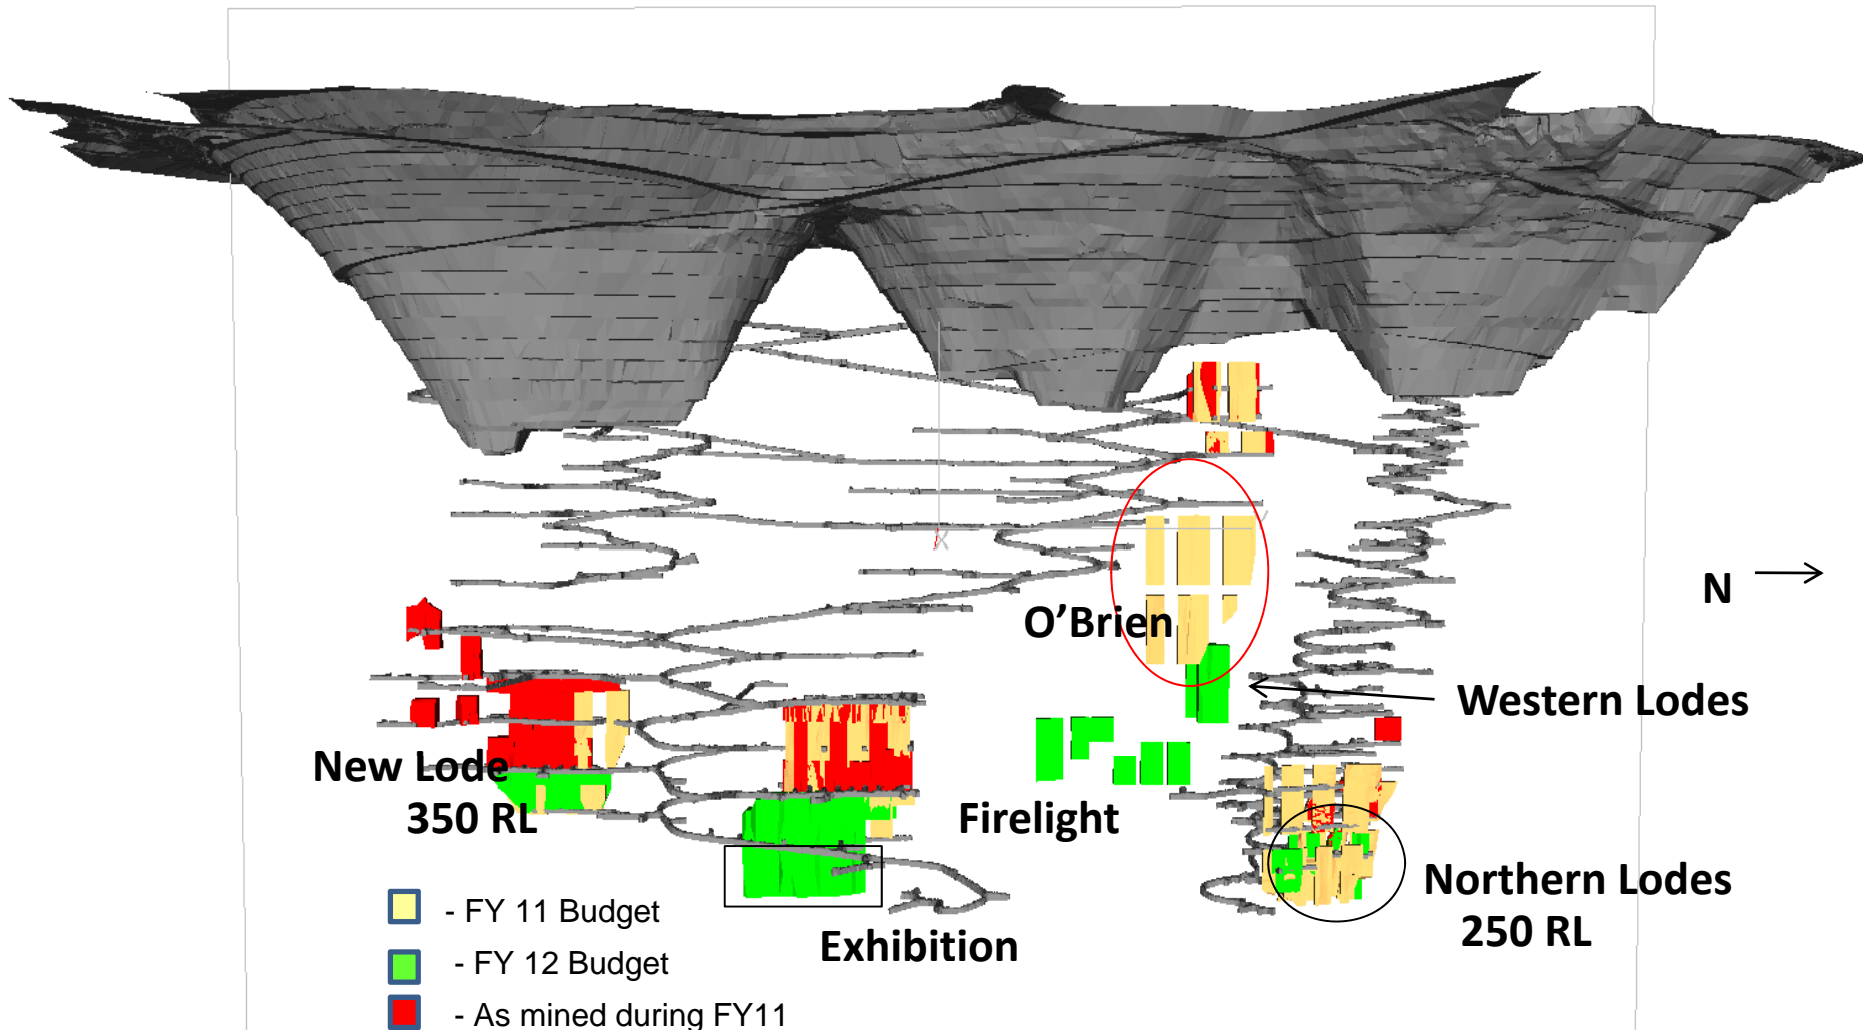 N
O'Brien
Western Lodes
New Lode
350 RL
Firelight
Northern Lodes
250 RL
Exhibition
- FY 11 Budget
- FY 12 Budget
- As mined during FY11
X